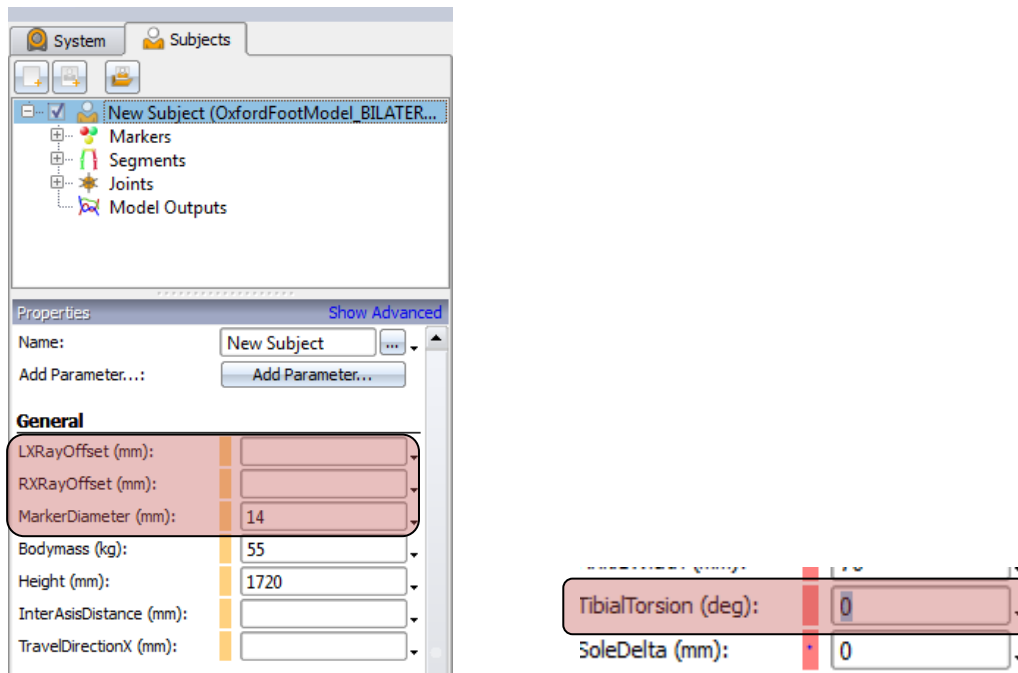 System Subjects
New Subject (OxfordFootModel_BILATER...
Markers
Segments
Joints
Model Outputs
Properties Show Advanced
Name: New Subject ...
Add Parameter...: Add Parameter...
General
LXRayOffset (mm):
RXRayOffset (mm):
MarkerDiameter (mm): 14
Bodymass (kg): 55
Height (mm): 1720
InterAsisDistance (mm):
TravelDirectionX (mm):
TibialTorsion (deg): 0
SoleDelta (mm): 0